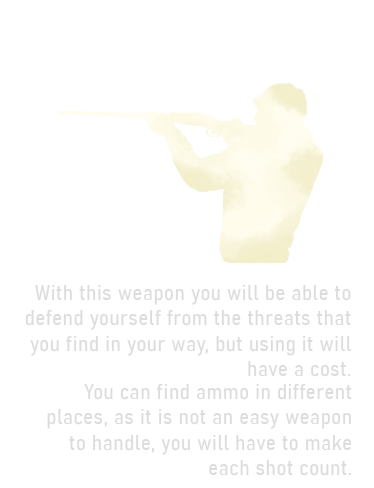 With this weapon you will be able to
defend yourself from the threats that
you find in your way, but using it will
have a cost.
You can find ammo in different
places, as it is not an easy weapon
to handle, you will have to make
each shot count.